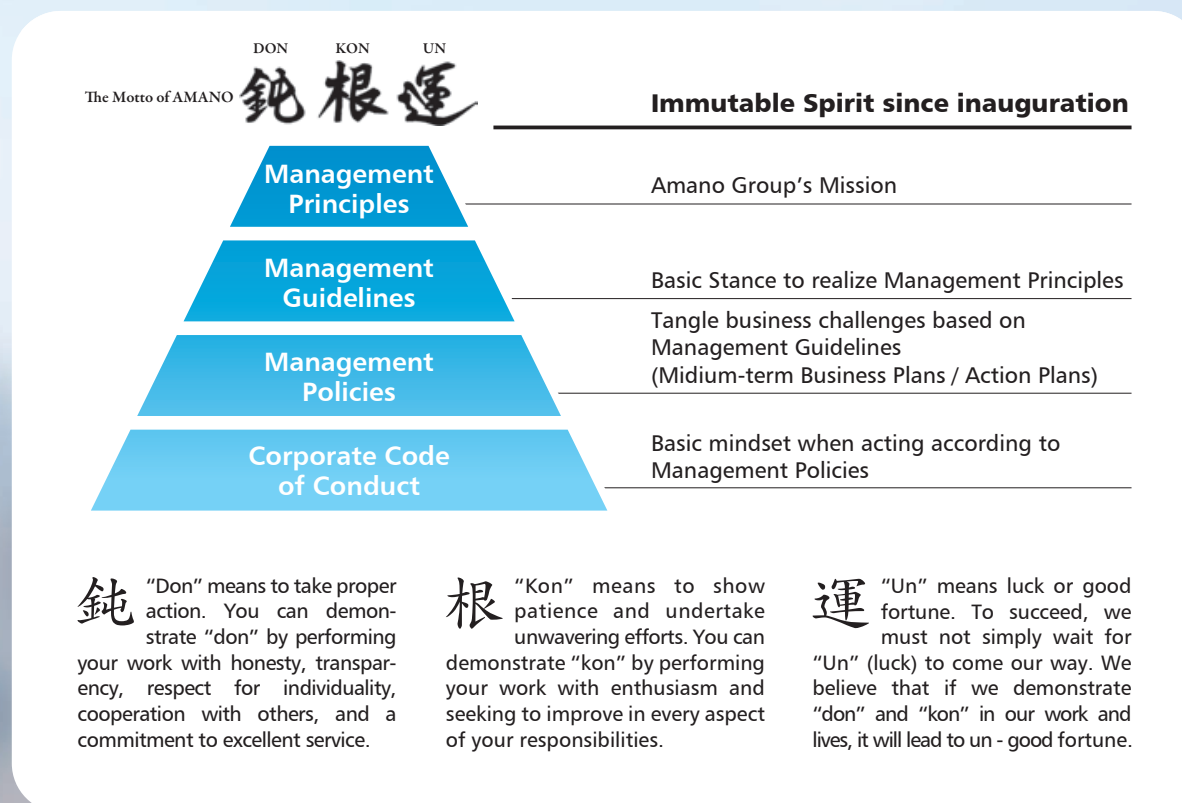 DON KON UN
The Motto of AMANO 鈍根運
Immutable Spirit since inauguration
Management
Principles
Amano Group’s Mission
Management
Guidelines
Basic Stance to realize Management Principles
Management
Policies
Tangle business challenges based on
Management Guidelines
(Midium-term Business Plans / Action Plans)
Corporate Code
of Conduct
Basic mindset when acting according to
Management Policies
鈍 “Don” means to take proper
action. You can demon-
strate “don” by performing
your work with honesty, transpar-
ency, respect for individuality,
cooperation with others, and a
commitment to excellent service.
根 “Kon” means to show
patience and undertake
unwavering efforts. You can
demonstrate “kon” by performing
your work with enthusiasm and
seeking to improve in every aspect
of your responsibilities.
運 “Un” means luck or good
fortune. To succeed, we
must not simply wait for
“Un” (luck) to come our way. We
believe that if we demonstrate
“don” and “kon” in our work and
lives, it will lead to un - good fortune.